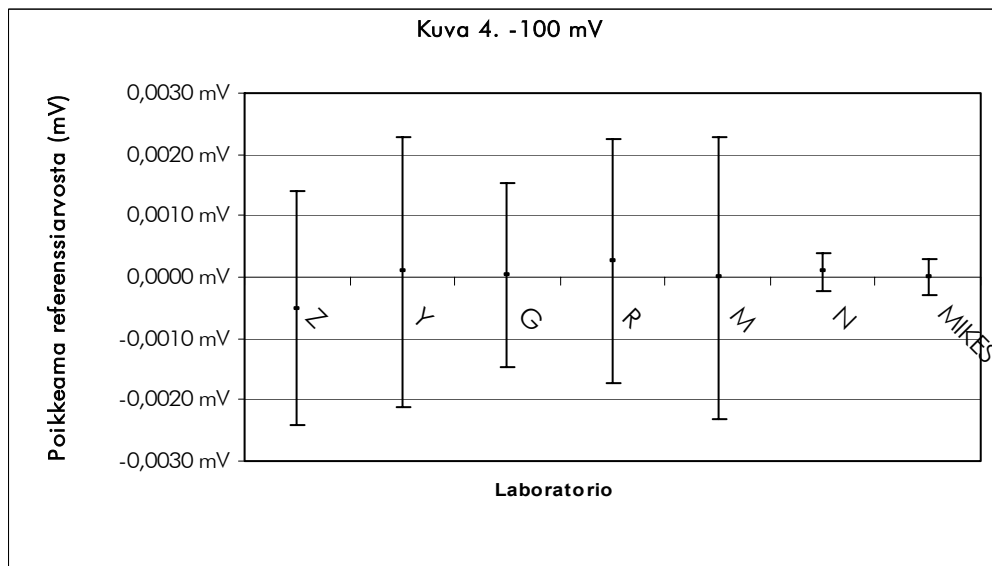 Kuva 4. -100 mV
Poikkeama referenssiarvosta (mV)
0,0030 mV
0,0020 mV
0,0010 mV
0,0000 mV
-0,0010 mV
-0,0020 mV
-0,0030 mV
Z
Y
G
R
M
N
MIKES
Laboratorio